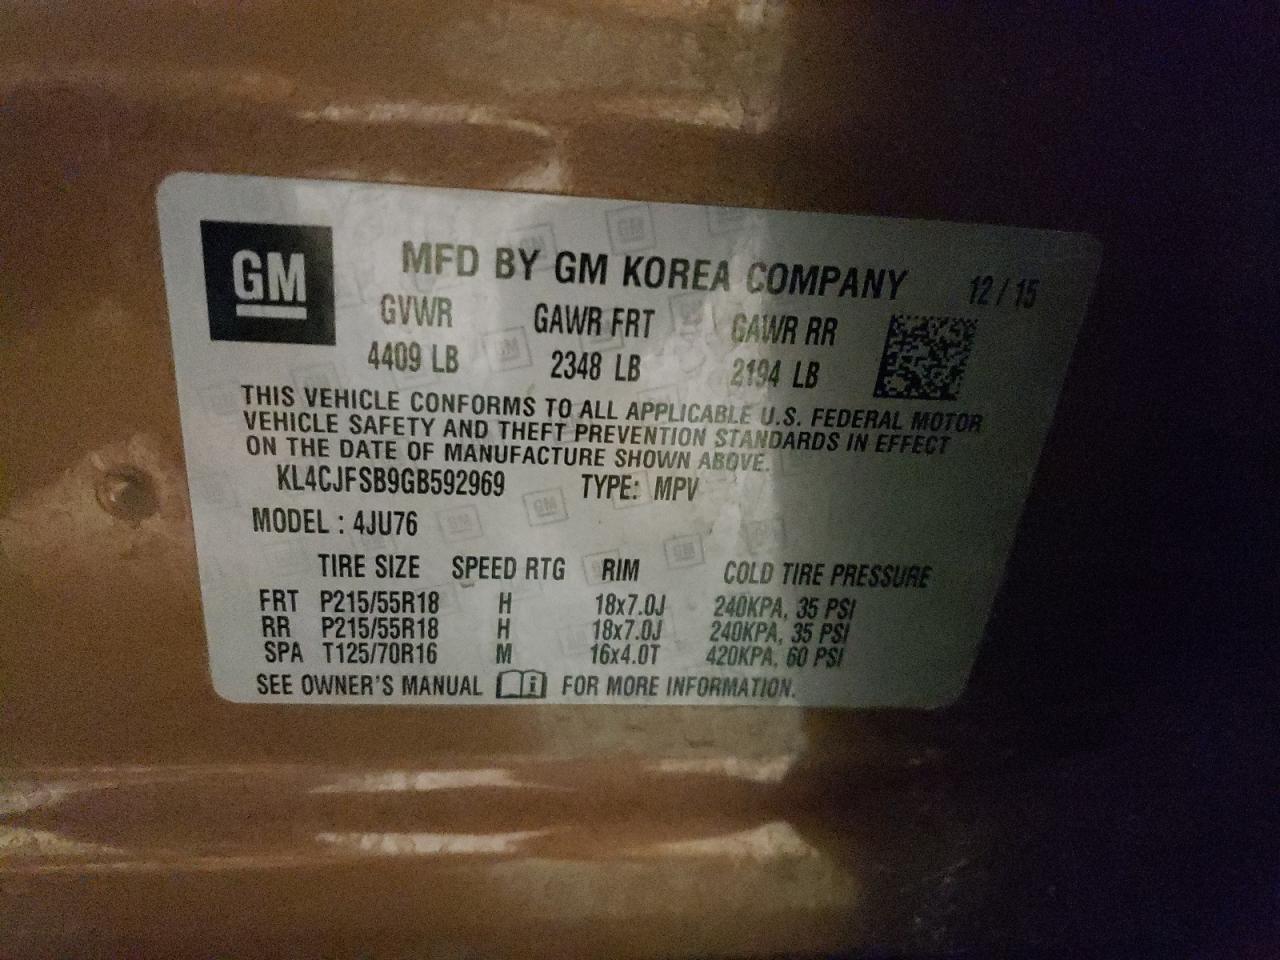 GM
MFD BY GM KOREA COMPANY 12/15
GVWR GAWR FRT GAWR RR
4409 LB 2348 LB 2194 LB
THIS VEHICLE CONFORMS TO ALL APPLICABLE U.S. FEDERAL MOTOR
VEHICLE SAFETY AND THEFT PREVENTION STANDARDS IN EFFECT
ON THE DATE OF MANUFACTURE SHOWN ABOVE.
KL4CJFSB9GB592969 TYPE: MPV
MODEL : 4JU76
TIRE SIZE SPEED RTG RIM COLD TIRE PRESSURE
FRT P215/55R18 H 18x7.0J 240KPA, 35 PSI
RR P215/55R18 H 18x7.0J 240KPA, 35 PSI
SPA T125/70R16 M 16x4.0T 420KPA, 60 PSI
SEE OWNER'S MANUAL i FOR MORE INFORMATION.